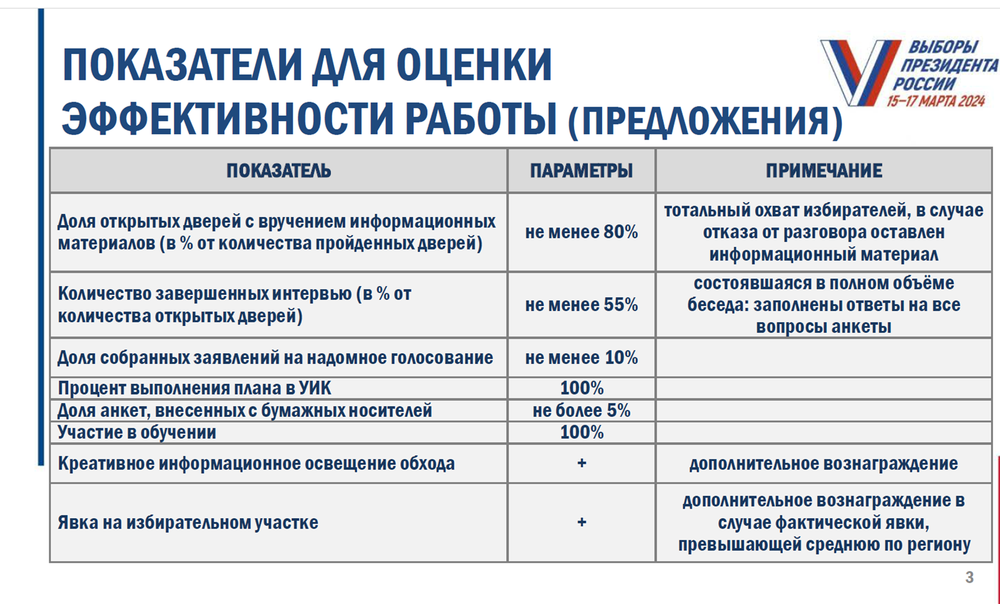 ПОКАЗАТЕЛИ ДЛЯ ОЦЕНКИ
ЭФФЕКТИВНОСТИ РАБОТЫ (ПРЕДЛОЖЕНИЯ)
ВЫБОРЫ
ПРЕЗИДЕНТА
РОССИИ
15–17 МАРТА 2024
ПОКАЗАТЕЛЬ
ПАРАМЕТРЫ
ПРИМЕЧАНИЕ
Доля открытых дверей с вручением информационных
материалов (в % от количества пройденных дверей)
не менее 80%
тотальный охват избирателей, в случае
отказа от разговора оставлен
информационный материал
Количество завершенных интервью (в % от
количества открытых дверей)
не менее 55%
состоявшаяся в полном объёме
беседа: заполнены ответы на все
вопросы анкеты
Доля собранных заявлений на надомное голосование
не менее 10%
Процент выполнения плана в УИК
100%
Доля анкет, внесенных с бумажных носителей
не более 5%
Участие в обучении
100%
Креативное информационное освещение обхода
+
дополнительное вознаграждение
Явка на избирательном участке
+
дополнительное вознаграждение в
случае фактической явки,
превышающей среднюю по региону
3